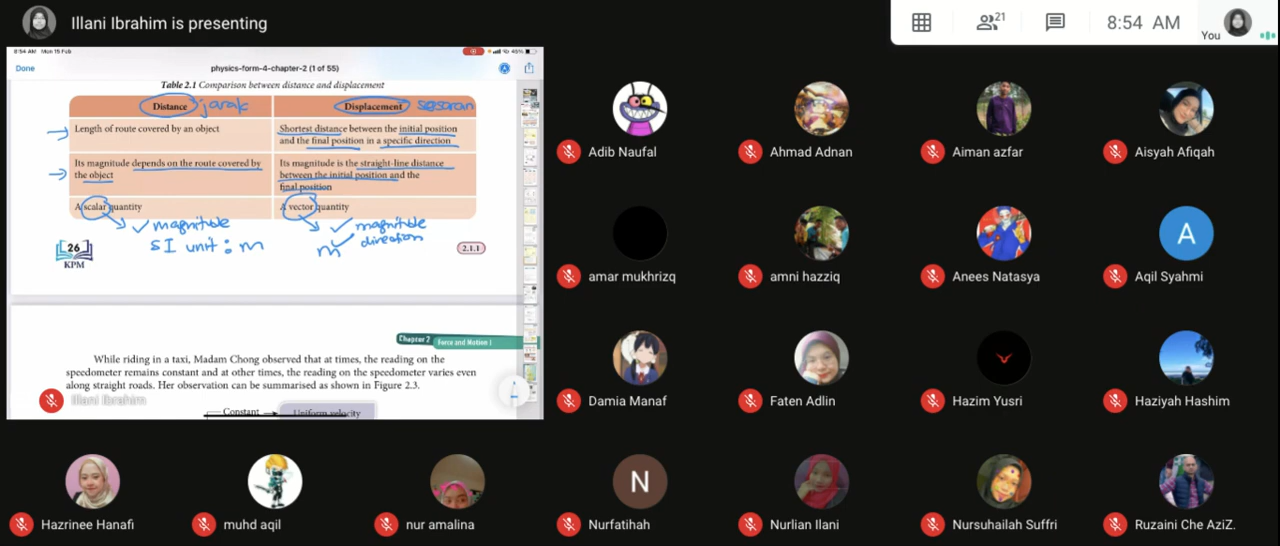 Illani Ibrahim is presenting
21
8:54 AM
You
8:54 AM Mon 15 Feb
45%
Done
physics-form-4-chapter-2 (1 of 55)
Table 2.1 Comparison between distance and displacement
Distance jarak
Displacement sesaran
Length of route covered by an object
Shortest distance between the initial position
and the final position in a specific direction
Its magnitude depends on the route covered by
the object
Its magnitude is the straight-line distance
between the initial position and the
final position
A scalar quantity
A vector quantity
✓ magnitude
SI unit : m
✓ magnitude
✓ direction
m
26
KPM
2.1.1
Chapter 2 Force and Motion I
While riding in a taxi, Madam Chong observed that at times, the reading on the
speedometer remains constant and at other times, the reading on the speedometer varies even
along straight roads. Her observation can be summarised as shown in Figure 2.3.
Constant
Uniform velocity
Illani Ibrahim
Adib Naufal
Ahmad Adnan
Aiman azfar
Aisyah Afiqah
amar mukhrizq
amni hazziq
Anees Natasya
A
Aqil Syahmi
Damia Manaf
Faten Adlin
Hazim Yusri
Haziyah Hashim
Hazrinee Hanafi
muhd aqil
nur amalina
N
Nurfatihah
Nurlian Ilani
Nursuhailah Suffri
Ruzaini Che AziZ.